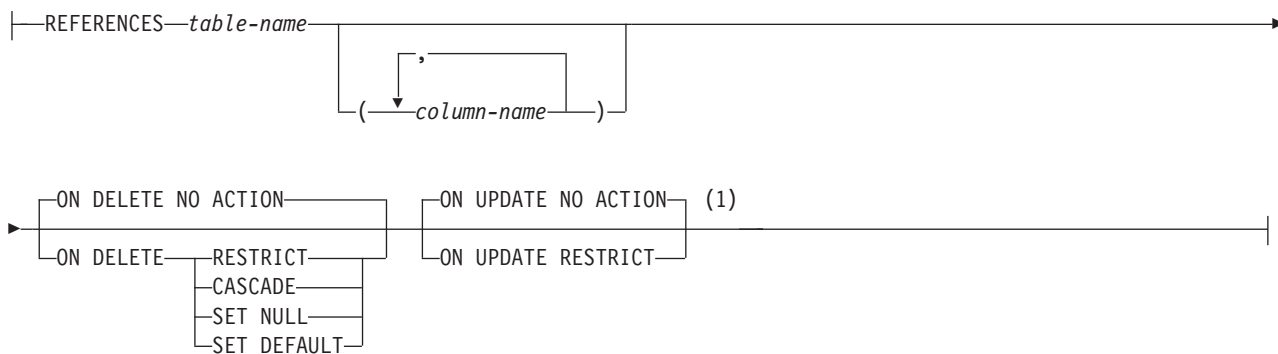 REFERENCES table-name
,
( column-name )
ON DELETE NO ACTION ON UPDATE NO ACTION (1)
ON DELETE RESTRICT ON UPDATE RESTRICT
CASCADE
SET NULL
SET DEFAULT